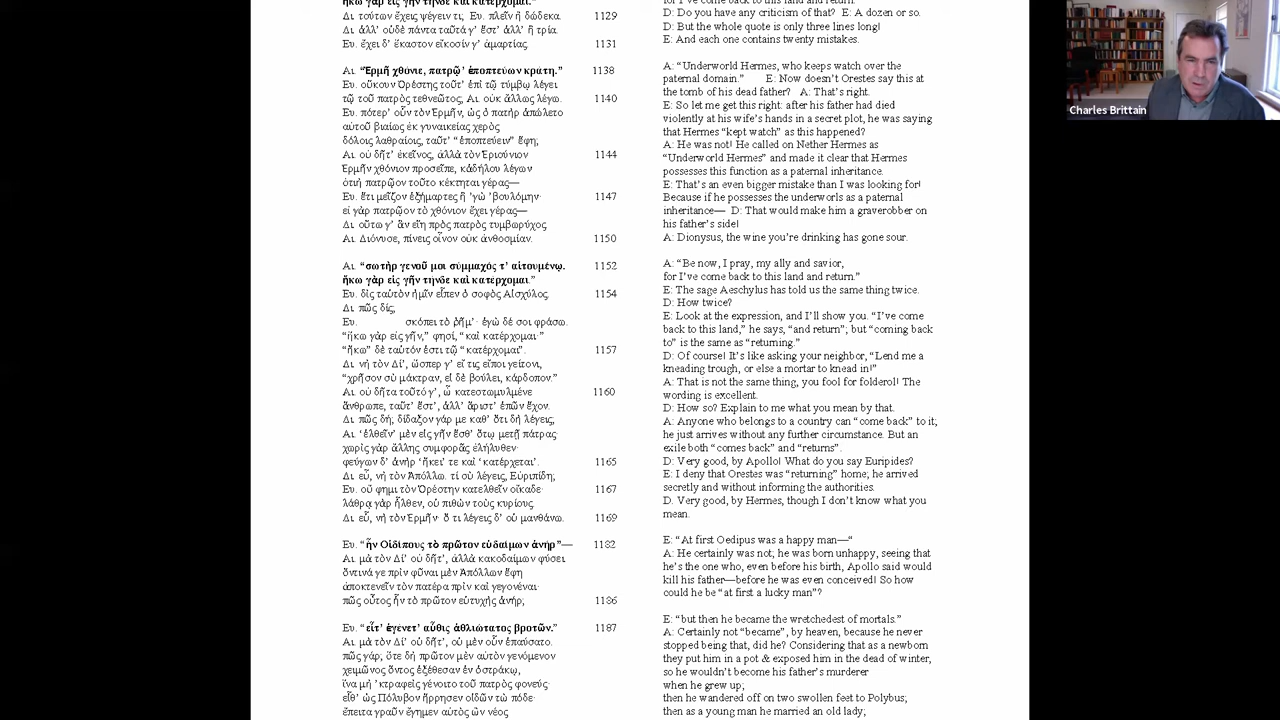 ἥκω γὰρ εἰς γῆν τήνδε καὶ κατέρχομαι."
Δι. τούτων ἔχεις ψέγειν τι; Ευ. πλεῖν ἢ δώδεκα. 1129
Δι. ἀλλ' οὐδὲ πάντα ταῦτά γ' ἔστ' ἀλλ' ἢ τρία.
Ευ. ἔχει δ' ἕκαστον εἴκοσίν γ' ἁμαρτίας. 1131
Αι. "Ἑρμῆ χθόνιε, πατρῷ' ἐποπτεύων κράτη." 1138
Ευ. οὔκουν Ὀρέστης τοῦτ' ἐπὶ τῷ τύμβῳ λέγει
τῷ τοῦ πατρὸς τεθνεῶτος; Αι. οὐκ ἄλλως λέγω. 1140
Ευ. πότερ' οὖν τὸν Ἑρμῆν, ὡς ὁ πατὴρ ἀπώλετο
αὐτοῦ βιαίως ἐκ γυναικείας χερὸς
δόλοις λαθραίοις, ταῦτ' "ἐποπτεύειν" ἔφη;
Αι. οὐ δῆτ' ἐκεῖνος, ἀλλὰ τὸν Ἐριούνιον 1144
Ἑρμῆν χθόνιον προσεῖπε, κἀδήλου λέγων
ὁτιὴ πατρῷον τοῦτο κέκτηται γέρας—
Ευ. ἔτι μεῖζον ἐξήμαρτες ἢ 'γὼ 'βουλόμην· 1147
εἰ γὰρ πατρῷον τὸ χθόνιον ἔχει γέρας—
Δι. οὕτω γ' ἂν εἴη πρὸς πατρὸς τυμβωρύχος.
Αι. Διόνυσε, πίνεις οἶνον οὐκ ἀνθοσμίαν. 1150
Αι. "σωτὴρ γενοῦ μοι σύμμαχός τ' αἰτουμένῳ. 1152
ἥκω γὰρ εἰς γῆν τήνδε καὶ κατέρχομαι."
Ευ. δὶς ταὐτὸν ἡμῖν εἶπεν ὁ σοφὸς Αἰσχύλος. 1154
Δι. πῶς δίς;
Ευ. σκόπει τὸ ῥῆμ'· ἐγὼ δέ σοι φράσω.
"ἥκω γὰρ εἰς γῆν," φησί, "καὶ κατέρχομαι·"
"ἥκω" δὲ ταὐτόν ἐστι τῷ "κατέρχομαι". 1157
Δι. νὴ τὸν Δί', ὥσπερ γ' εἴ τις εἴποι γείτονι,
"χρῆσον σὺ μάκτραν, εἰ δὲ βούλει, κάρδοπον."
Αι. οὐ δῆτα τοῦτό γ', ὦ κατεστωμυλμένε 1160
ἄνθρωπε, ταῦτ' ἔστ', ἀλλ' ἄριστ' ἐπῶν ἔχον.
Δι. πῶς δή; δίδαξον γάρ με καθ' ὅτι δὴ λέγεις;
Αι. 'ἐλθεῖν' μὲν εἰς γῆν ἔσθ' ὅτῳ μετῇ πάτρας·
χωρὶς γὰρ ἄλλης συμφορᾶς ἐλήλυθεν·
φεύγων δ' ἀνὴρ 'ἥκει' τε καὶ 'κατέρχεται'. 1165
Δι. εὖ, νὴ τὸν Ἀπόλλω. τί σὺ λέγεις, Εὐριπίδη;
Ευ. οὔ φημι τὸν Ὀρέστην κατελθεῖν οἴκαδε· 1167
λάθρᾳ γὰρ ἦλθεν, οὐ πιθὼν τοὺς κυρίους.
Δι. εὖ, νὴ τὸν Ἑρμῆν· ὅ τι λέγεις δ' οὐ μανθάνω. 1169
Ευ. "ἦν Οἰδίπους τὸ πρῶτον εὐδαίμων ἀνήρ"— 1182
Αι. μὰ τὸν Δί' οὐ δῆτ', ἀλλὰ κακοδαίμων φύσει.
ὅντινά γε πρὶν φῦναι μὲν Ἀπόλλων ἔφη
ἀποκτενεῖν τὸν πατέρα πρὶν καὶ γεγονέναι·
πῶς οὗτος ἦν τὸ πρῶτον εὐτυχὴς ἀνήρ; 1186
Ευ. "εἶτ' ἐγένετ' αὖθις ἀθλιώτατος βροτῶν." 1187
Αι. μὰ τὸν Δί' οὐ δῆτ', οὐ μὲν οὖν ἐπαύσατο.
πῶς γάρ; ὅτε δὴ πρῶτον μὲν αὐτὸν γενόμενον
χειμῶνος ὄντος ἐξέθεσαν ἐν ὀστράκῳ,
ἵνα μὴ 'κτραφεὶς γένοιτο τοῦ πατρὸς φονεύς·
εἶθ' ὡς Πόλυβον ἤρρησεν οἰδῶν τὼ πόδε·
ἔπειτα γραῦν ἔγημεν αὐτὸς ὢν νέος
for I've come back to this land and return."
D: Do you have any criticism of that? E: A dozen or so.
D: But the whole quote is only three lines long!
E: And each one contains twenty mistakes.
A: "Underworld Hermes, who keeps watch over the
paternal domain." E: Now doesn't Orestes say this at
the tomb of his dead father? A: That's right.
E: So let me get this right: after his father had died
violently at his wife's hands in a secret plot, he was saying
that Hermes "kept watch" as this happened?
A: He was not! He called on Nether Hermes as
"Underworld Hermes" and made it clear that Hermes
possesses this function as a paternal inheritance.
E: That's an even bigger mistake than I was looking for!
Because if he possesses the underworls as a paternal
inheritance— D: That would make him a graverobber on
his father's side!
A: Dionysus, the wine you're drinking has gone sour.
A: "Be now, I pray, my ally and savior,
for I've come back to this land and return."
E: The sage Aeschylus has told us the same thing twice.
D: How twice?
E: Look at the expression, and I'll show you. "I've come
back to this land," he says, "and return"; but "coming back
to" is the same as "returning."
D: Of course! It's like asking your neighbor, "Lend me a
kneading trough, or else a mortar to knead in!"
A: That is not the same thing, you fool for folderol! The
wording is excellent.
D: How so? Explain to me what you mean by that.
A: Anyone who belongs to a country can "come back" to it;
he just arrives without any further circumstance. But an
exile both "comes back" and "returns".
D: Very good, by Apollo! What do you say Euripides?
E: I deny that Orestes was "returning" home; he arrived
secretly and without informing the authorities.
D. Very good, by Hermes, though I don't know what you
mean.
E: "At first Oedipus was a happy man—"
A: He certainly was not; he was born unhappy, seeing that
he's the one who, even before his birth, Apollo said would
kill his father—before he was even conceived! So how
could he be "at first a lucky man"?
E: "but then he became the wretchedest of mortals."
A: Certainly not "became", by heaven, because he never
stopped being that, did he? Considering that as a newborn
they put him in a pot & exposed him in the dead of winter,
so he wouldn't become his father's murderer
when he grew up;
then he wandered off on two swollen feet to Polybus;
then as a young man he married an old lady;
Charles Brittain